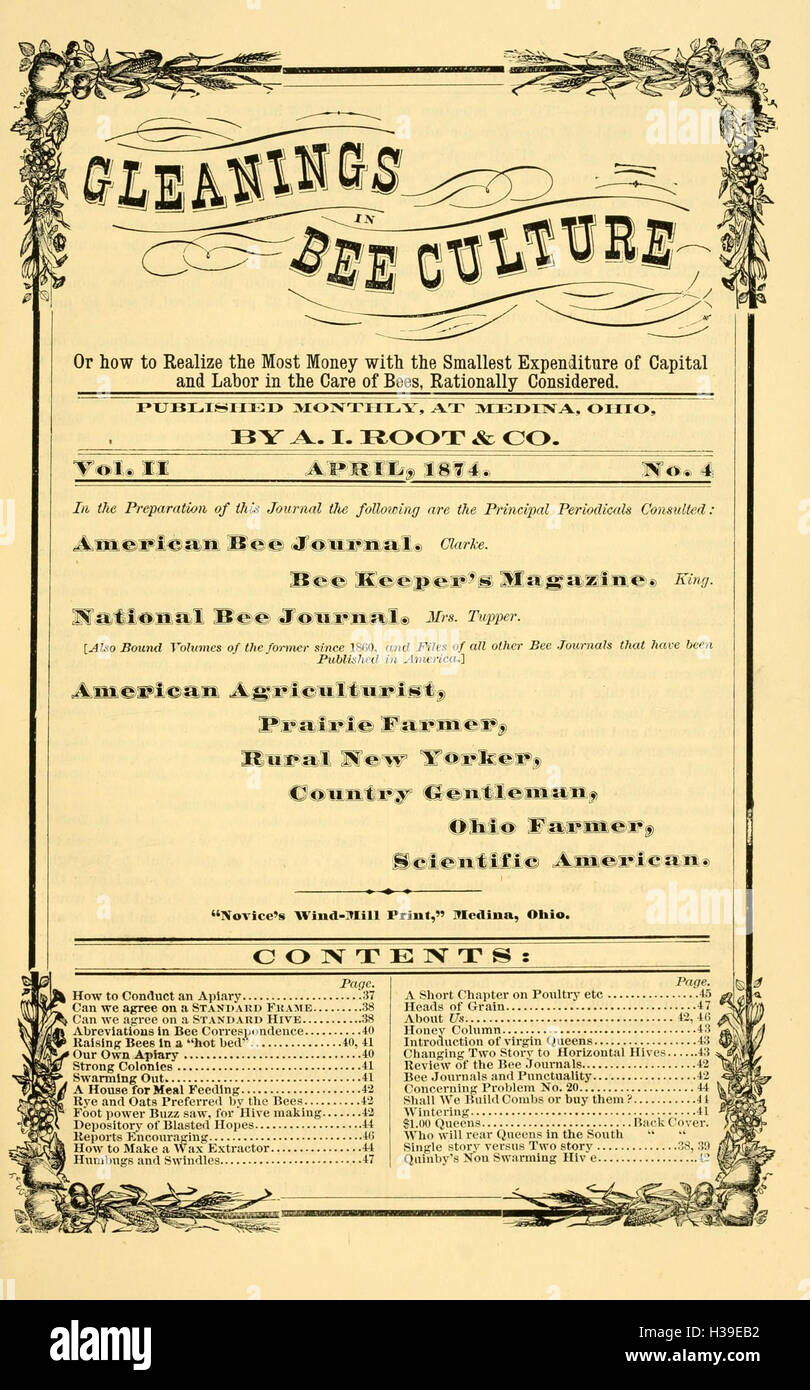 GLEANINGS
IN
BEE CULTURE
Or how to Realize the Most Money with the Smallest Expenditure of Capital
and Labor in the Care of Bees, Rationally Considered.
PUBLISHED MONTHLY, AT MEDINA, OHIO,
BY A. I. ROOT & CO.
Vol. II APRIL, 1874. No. 4
In the Preparation of this Journal the following are the Principal Periodicals Consulted:
American Bee Journal. Clarke.
Bee Keeper's Magazine. King.
National Bee Journal. Mrs. Tupper.
[Also Bound Volumes of the former since 1860, and Files of all other Bee Journals that have been
Published in America.]
American Agriculturist,
Prairie Farmer,
Rural New Yorker,
Country Gentleman,
Ohio Farmer,
Scientific American.
"Novice's Wind-Mill Print," Medina, Ohio.
CONTENTS:
Page.
How to Conduct an Apiary....................37
Can we agree on a STANDARD FRAME........38
Can we agree on a STANDARD HIVE..........38
Abreviations in Bee Correspondence..........40
Raising Bees in a "hot bed"................40, 41
Our Own Apiary..............................40
Strong Colonies..............................41
Swarming Out.................................41
A House for Meal Feeding....................42
Rye and Oats Preferred by the Bees..........42
Foot power Buzz saw, for Hive making......42
Depository of Blasted Hopes.................44
Reports Encouraging.........................46
How to Make a Wax Extractor...............44
Humbugs and Swindles.......................47
Page.
A Short Chapter on Poultry etc...............45
Heads of Grain................................47
About Us....................................42, 46
Honey Column................................43
Introduction of virgin Queens.................43
Changing Two Story to Horizontal Hives.....43
Review of the Bee Journals...................42
Bee Journals and Punctuality.................42
Concerning Problem No. 20...................44
Shall We Build Combs or buy them?..........44
Wintering.....................................41
$1.00 Queens.........................Back Cover.
Who will rear Queens in the South " "
Single story versus Two story..............38, 39
Quinby's Non Swarming Hiv e................42
alamy
Image ID: H39EB2
www.alamy.com